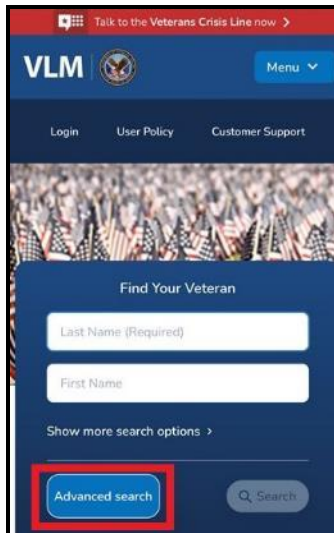 Talk to the Veterans Crisis Line now >
VLM
Menu
Login User Policy Customer Support
Find Your Veteran
Last Name (Required)
First Name
Show more search options >
Advanced search
Search